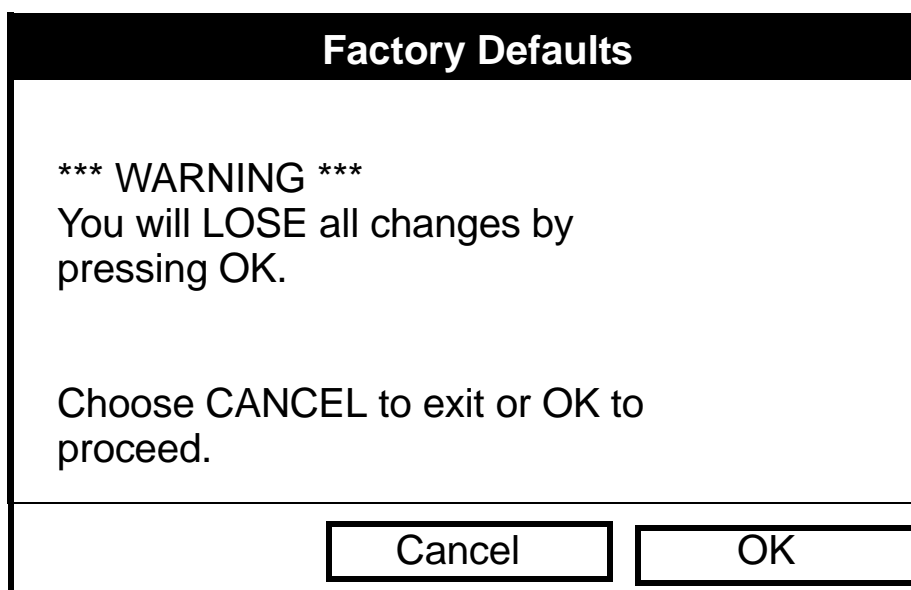 Factory Defaults
*** WARNING ***
You will LOSE all changes by
pressing OK.
Choose CANCEL to exit or OK to
proceed.
Cancel OK